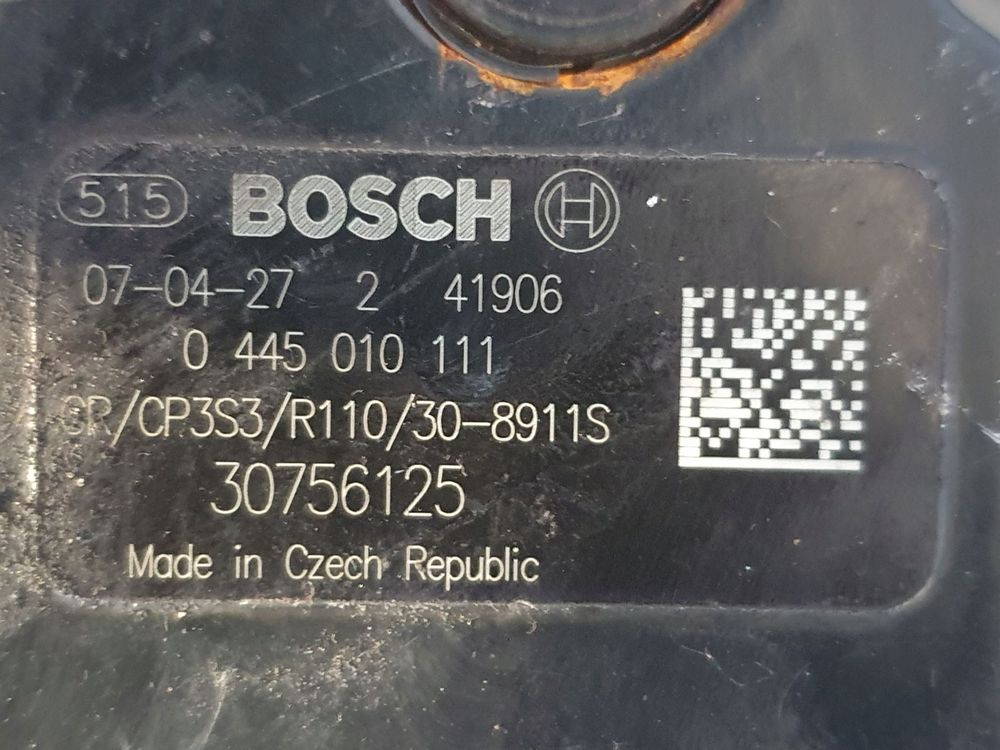 515 BOSCH
07-04-27 2 41906
0 445 010 111
CR/CP3S3/R110/30-8911S
30756125
Made in Czech Republic